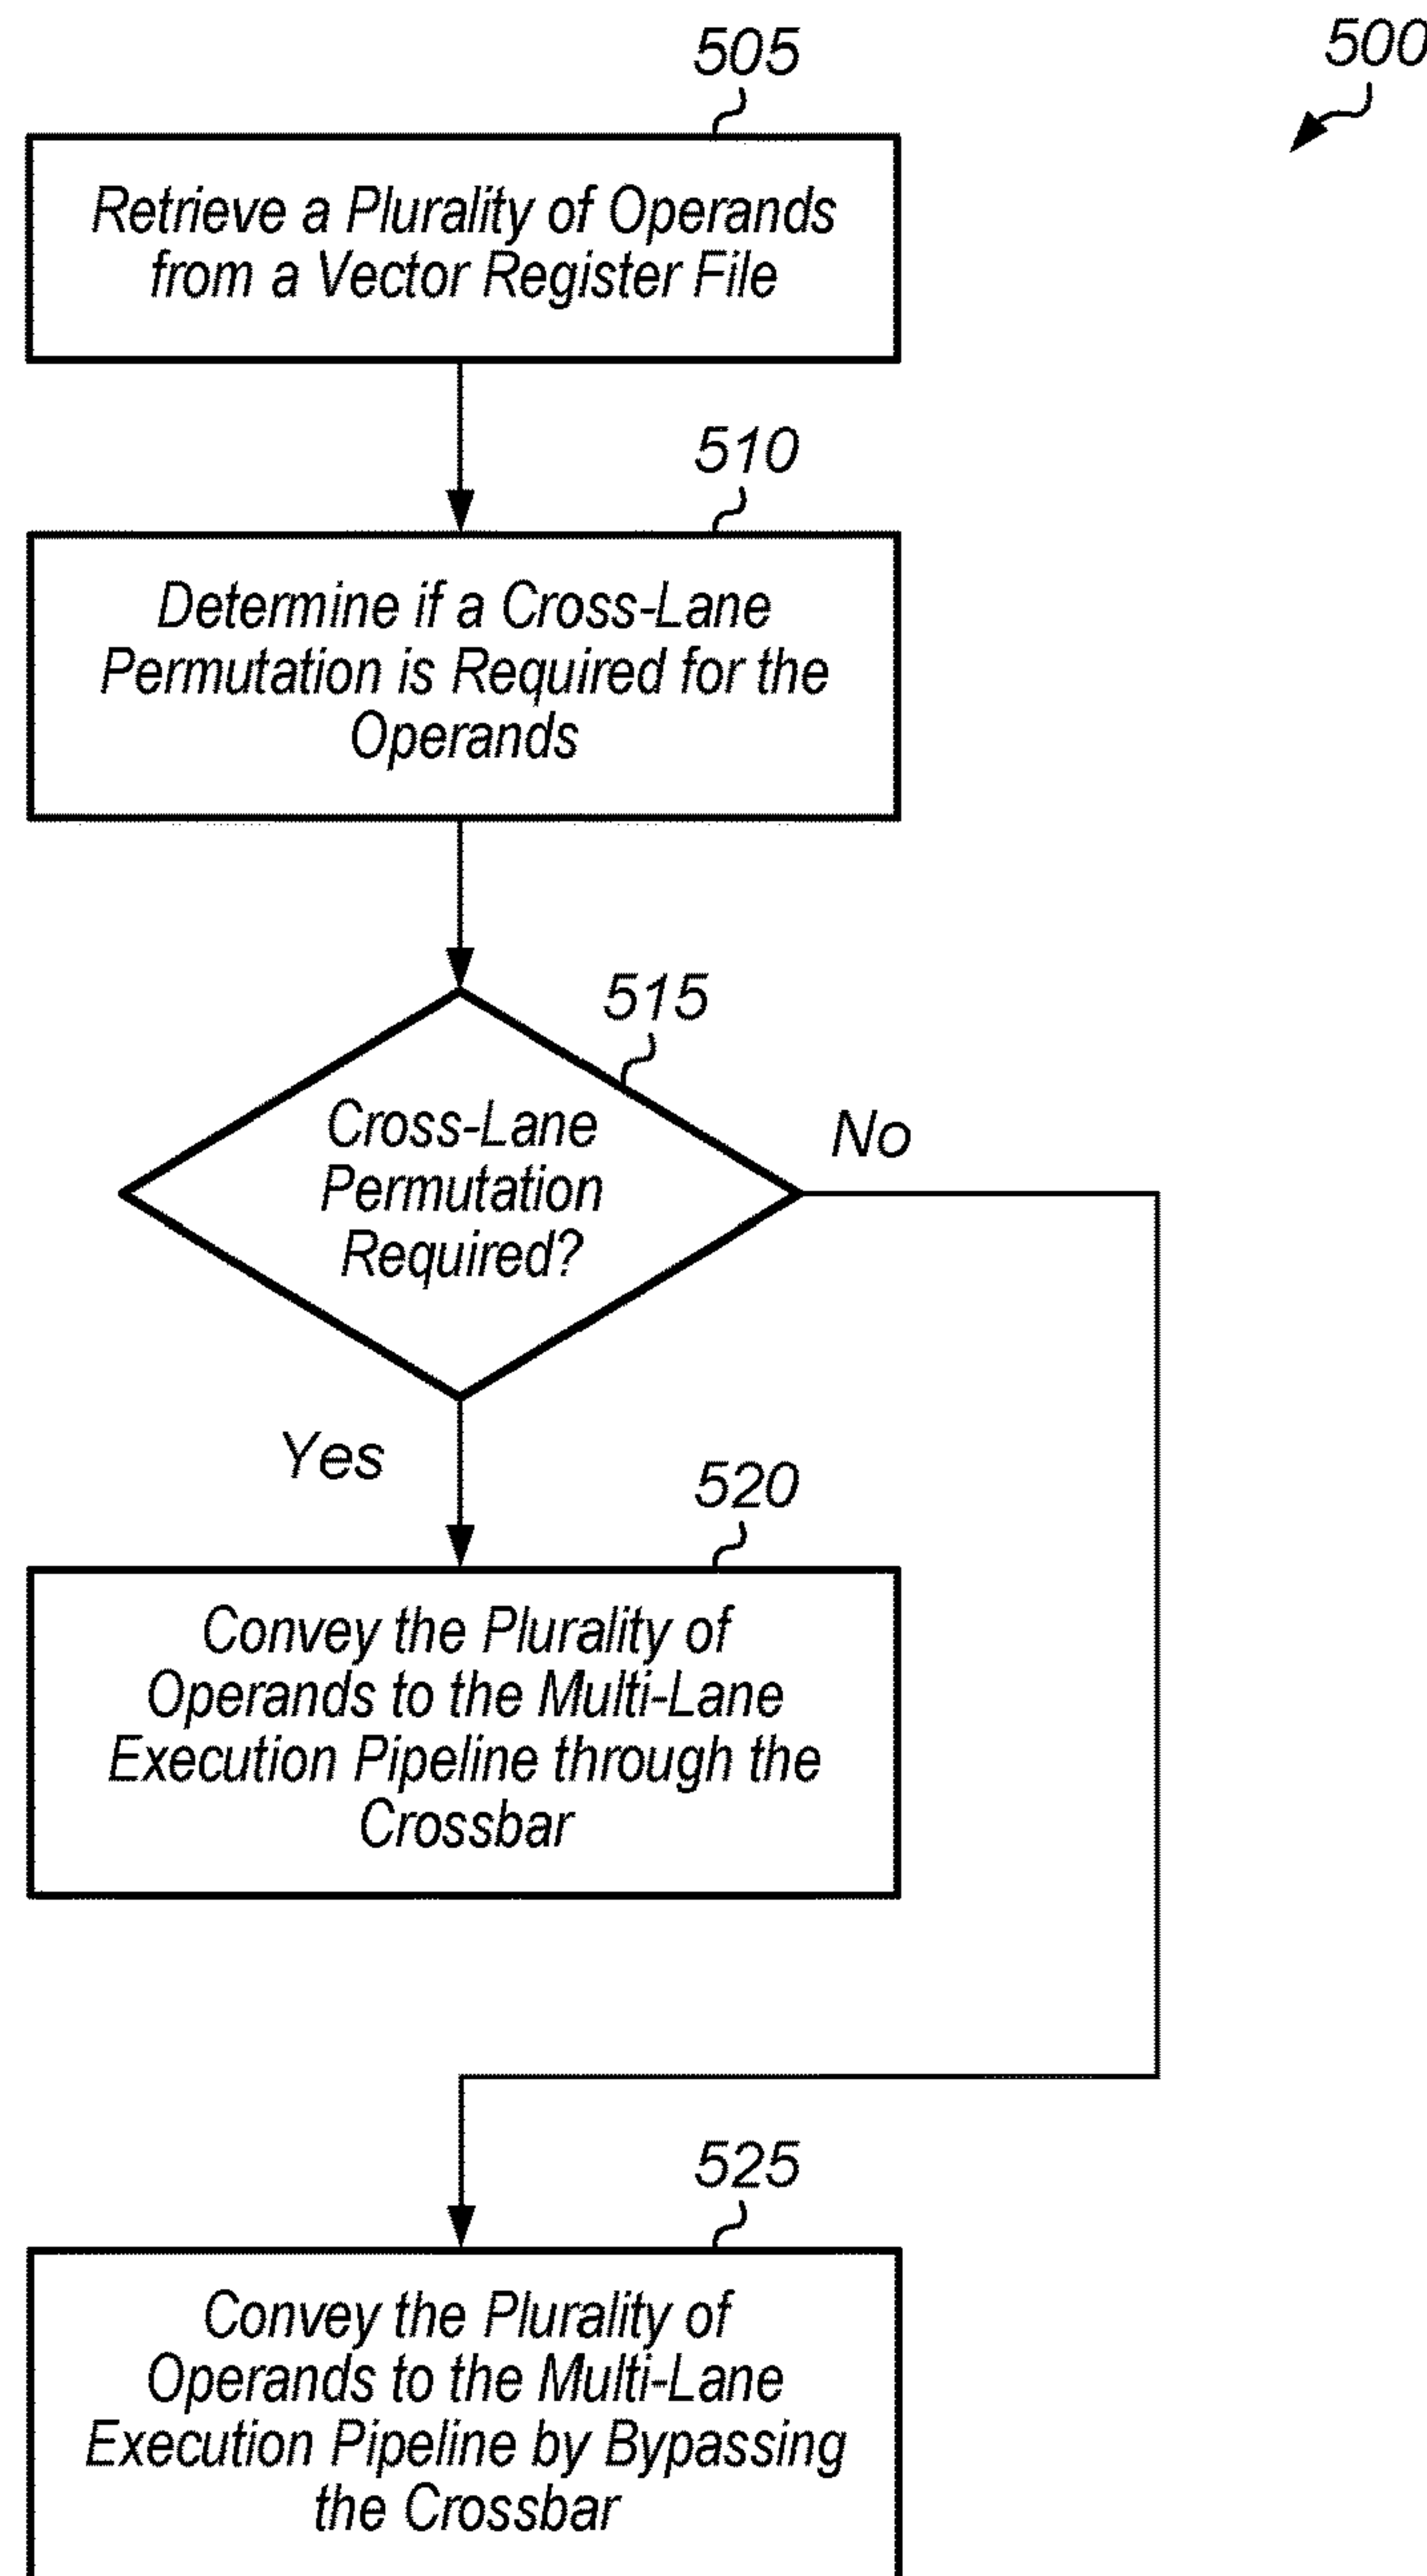 505
500
Retrieve a Plurality of Operands
from a Vector Register File
510
Determine if a Cross-Lane
Permutation is Required for the
Operands
515
Cross-Lane
Permutation
Required?
No
Yes
520
Convey the Plurality of
Operands to the Multi-Lane
Execution Pipeline through the
Crossbar
525
Convey the Plurality of
Operands to the Multi-Lane
Execution Pipeline by Bypassing
the Crossbar